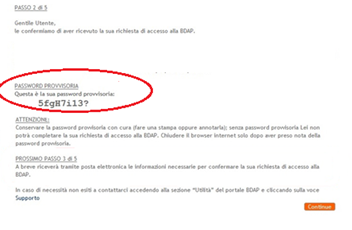 PASSO 2 di 5
Gentile Utente,
le confermiamo di aver ricevuto la sua richiesta di accesso alla BDAP.
PASSWORD PROVVISORIA
Questa è la sua password provvisoria:
5fgH7i13?
ATTENZIONE:
Conservare la password provvisoria con cura (fare una stampa oppure annotarla); senza password provvisoria Lei non
potrà completare la sua richiesta di accesso alla BDAP. Chiudere il browser internet solo dopo aver preso nota della
password provvisoria.
PROSSIMO PASSO 3 di 5
A breve riceverà tramite posta elettronica le informazioni necessarie per confermare la sua richiesta di accesso alla
BDAP.
In caso di necessità non esiti a contattarci accedendo alla sezione "Utilità" del portale BDAP e cliccando sulla voce
Supporto
Continue